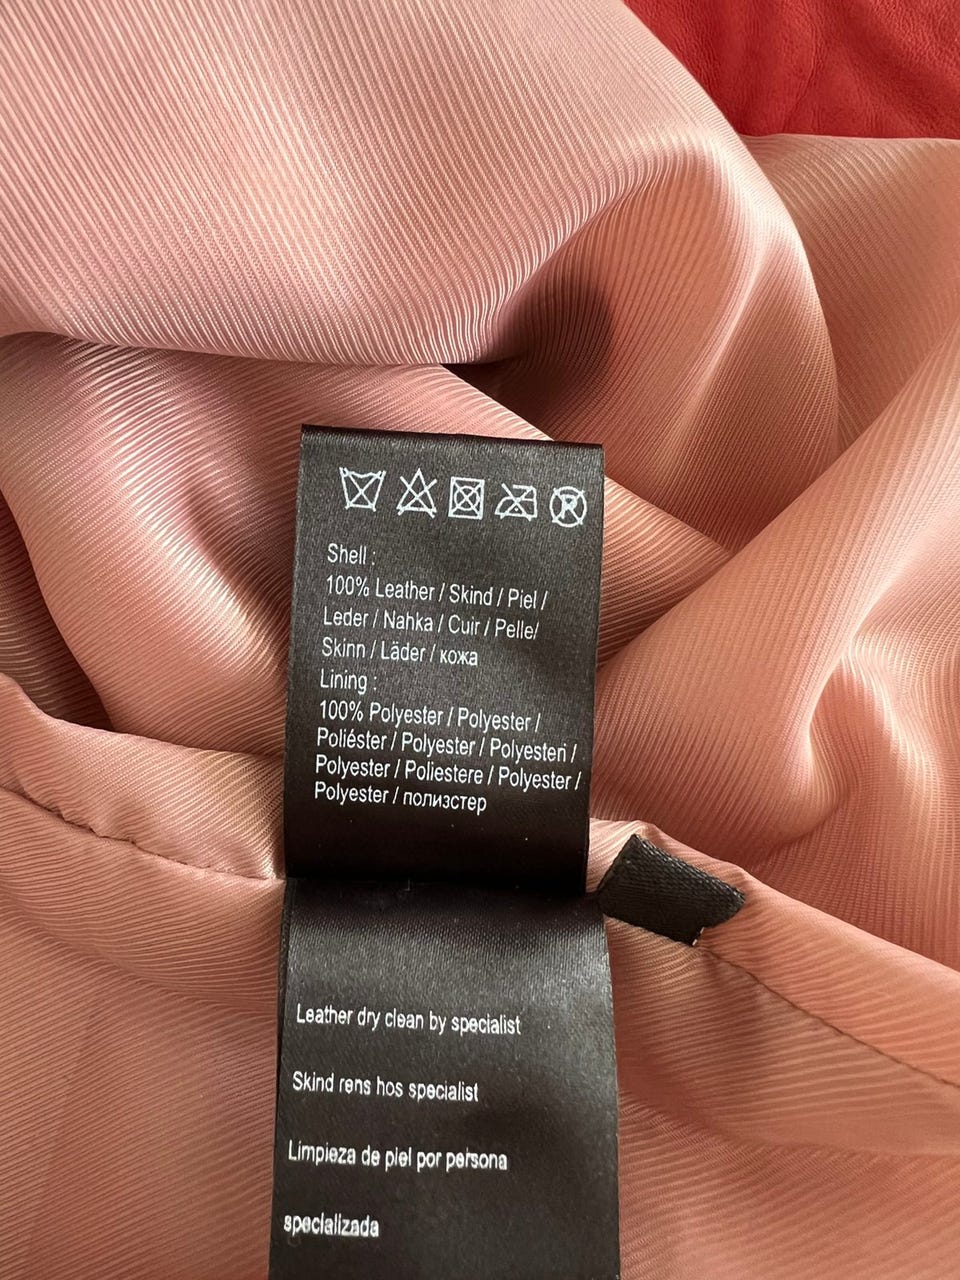 Shell :
100% Leather / Skind / Piel /
Leder / Nahka / Cuir / Pelle/
Skinn / Läder / кожа
Lining :
100% Polyester / Polyester /
Poliéster / Polyester / Polyesteri /
Polyester / Poliestere / Polyester /
Polyester / полиэстер
Leather dry clean by specialist
Skind rens hos specialist
Limpieza de piel por persona
specializada